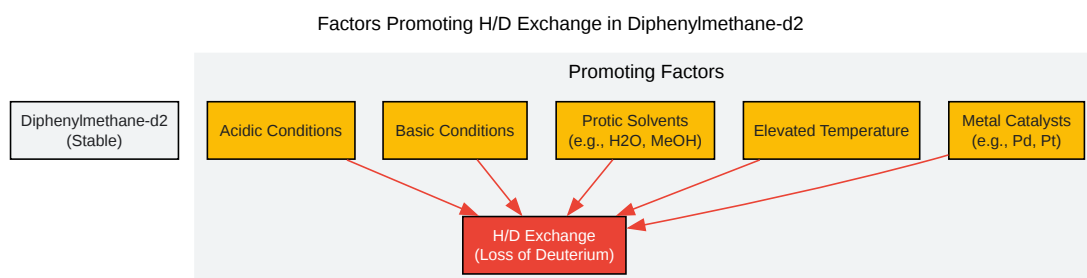 Factors Promoting H/D Exchange in Diphenylmethane-d2
Promoting Factors
Diphenylmethane-d2
(Stable)
Acidic Conditions
Basic Conditions
Protic Solvents
(e.g., H2O, MeOH)
Elevated Temperature
Metal Catalysts
(e.g., Pd, Pt)
H/D Exchange
(Loss of Deuterium)